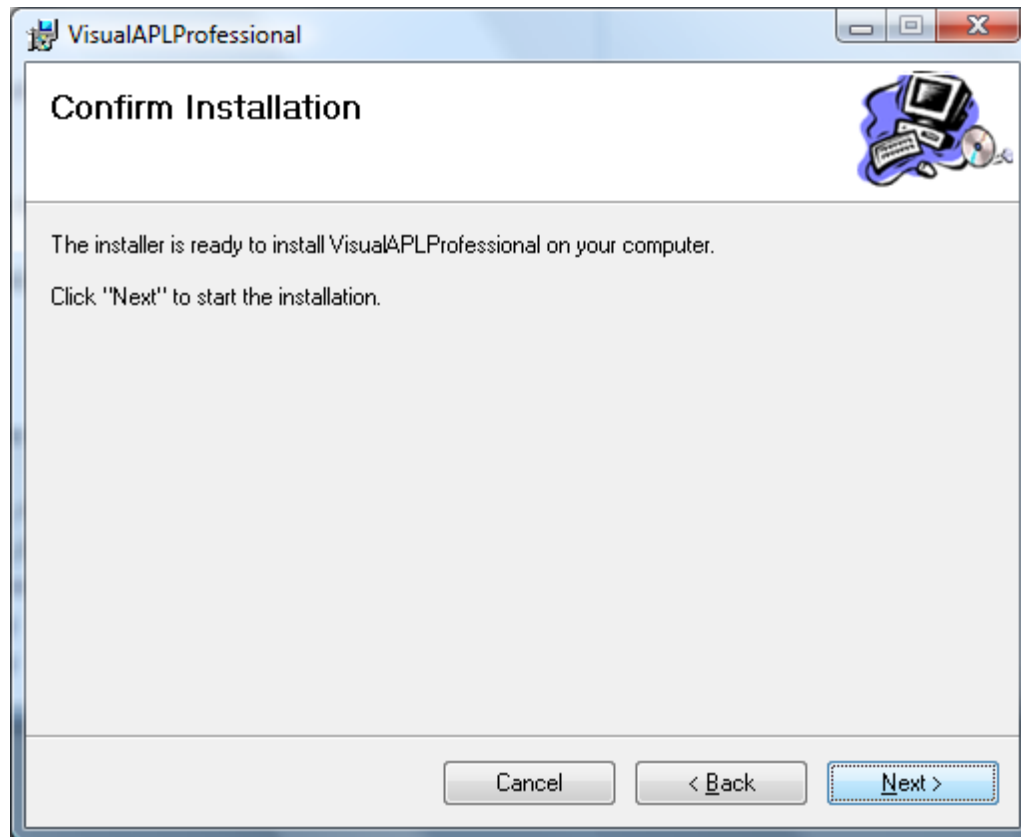 VisualAPLProfessional
Confirm Installation
The installer is ready to install VisualAPLProfessional on your computer.
Click "Next" to start the installation.
Cancel
< Back
Next >